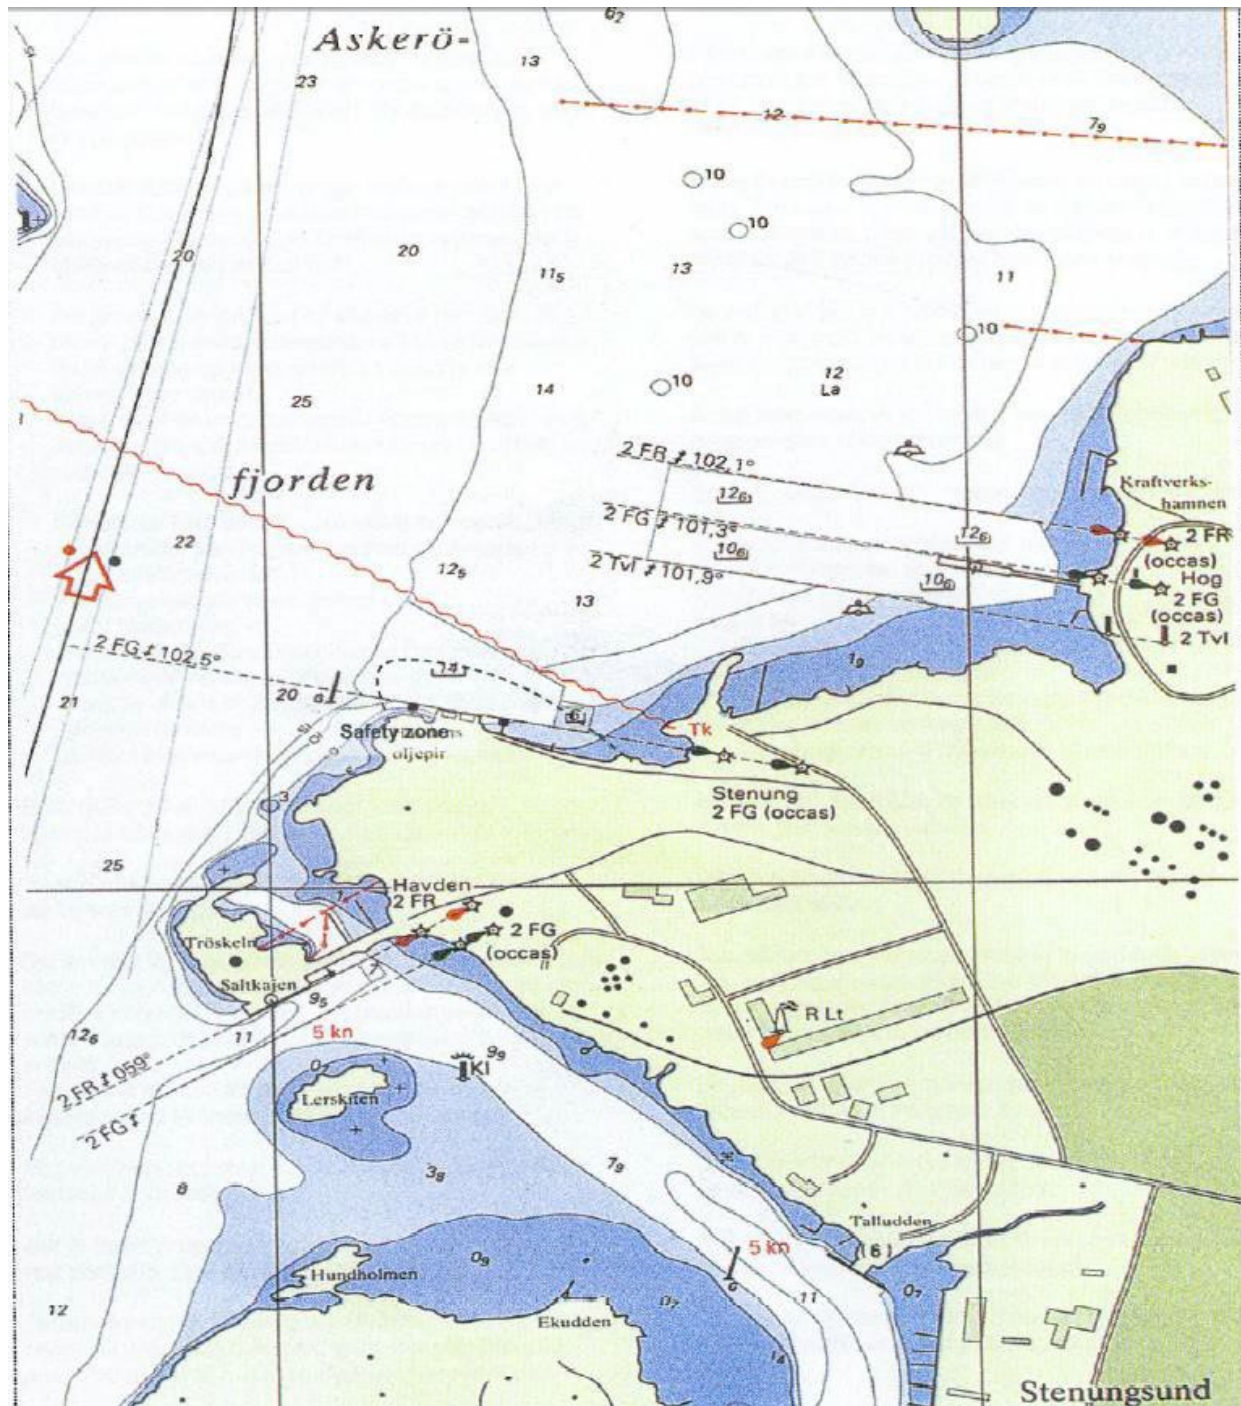 6₂
Askerö-
13
23
12
7₉
10
10
20
20
11₅
13
11
10
14
10
12
La
25
fjorden
2 FR ⨯ 102,1°
12₆
Kraftverks-
hamnen
2 FG ⨯ 101,3°
12₆
2 FR
(occas)
22
10₆
2 Tvl ⨯ 101,9°
12₅
10₆
Hog
2 FG
(occas)
13
2 Tvl
2 FG ⨯ 102,5°
14
1₉
20
G
21
6
Safety zone
oljepir
Tk
Stenung
2 FG (occas)
3
25
Havden
2 FR
2 FG
(occas)
Tröskeln
7
Saltkajen
9₅
R Lt
12₆
11
5 kn
0₂
9₉
Kl
2 FR ⨯ 059°
Lerskiten
2 FG ⨯
3₈
7₉
8
Talludden
5 kn
(6)
0₉
Hundholmen
G
0₇
0₇
11
12
Ekudden
1₄
Stenungsund